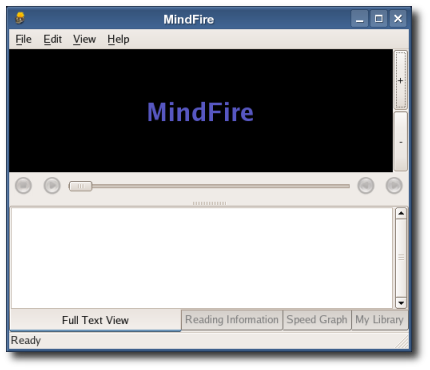 MindFire
File Edit View Help
MindFire
+
-
Full Text View Reading Information Speed Graph My Library
Ready